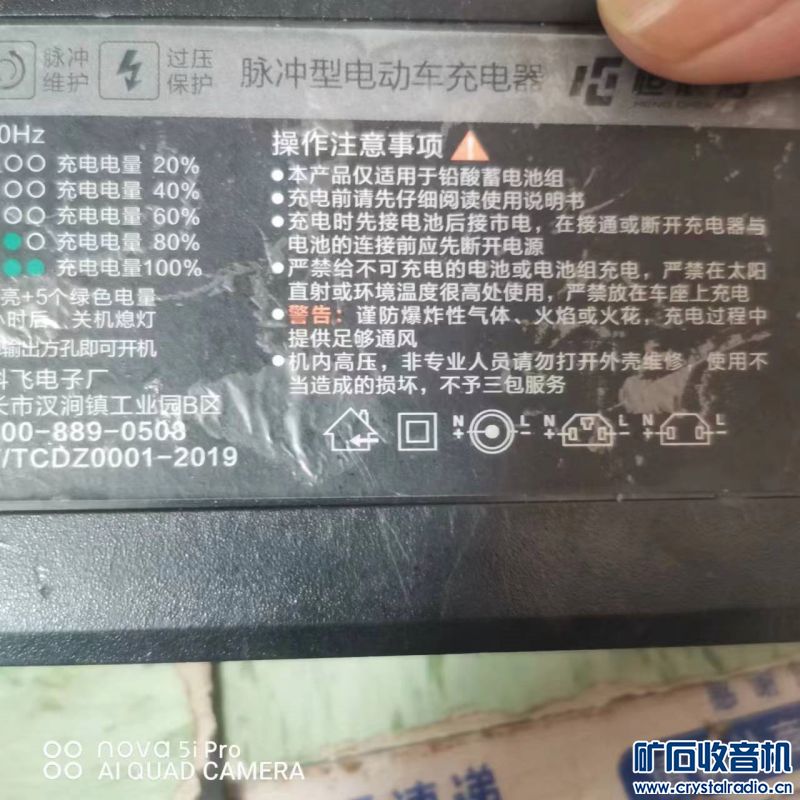 脉冲
维护
过压
保护
脉冲型电动车充电器
0Hz
充电电量 20%
充电电量 40%
充电电量 60%
充电电量 80%
充电电量100%
亮+5个绿色电量
小时后、关机熄灯
输出方孔即可开机
科飞电子厂
长市汊涧镇工业园B区
00-889-0508
/TCDZ0001-2019
操作注意事项
●本产品仅适用于铅酸蓄电池组
●充电前请先仔细阅读使用说明书
●充电时先接电池后接市电，在接通或断开充电器与
电池的连接前应先断开电源
●严禁给不可充电的电池或电池组充电，严禁在太阳
直射或环境温度很高处使用，严禁放在车座上充电
●警告：谨防爆炸性气体、火焰或火花，充电过程中
提供足够通风
●机内高压，非专业人员请勿打开外壳维修，使用不
当造成的损坏，不予三包服务
N L N L N L
+ - + - + -
nova 5i Pro
AI QUAD CAMERA
速递
矿石收音机
www.crystalradio.cn